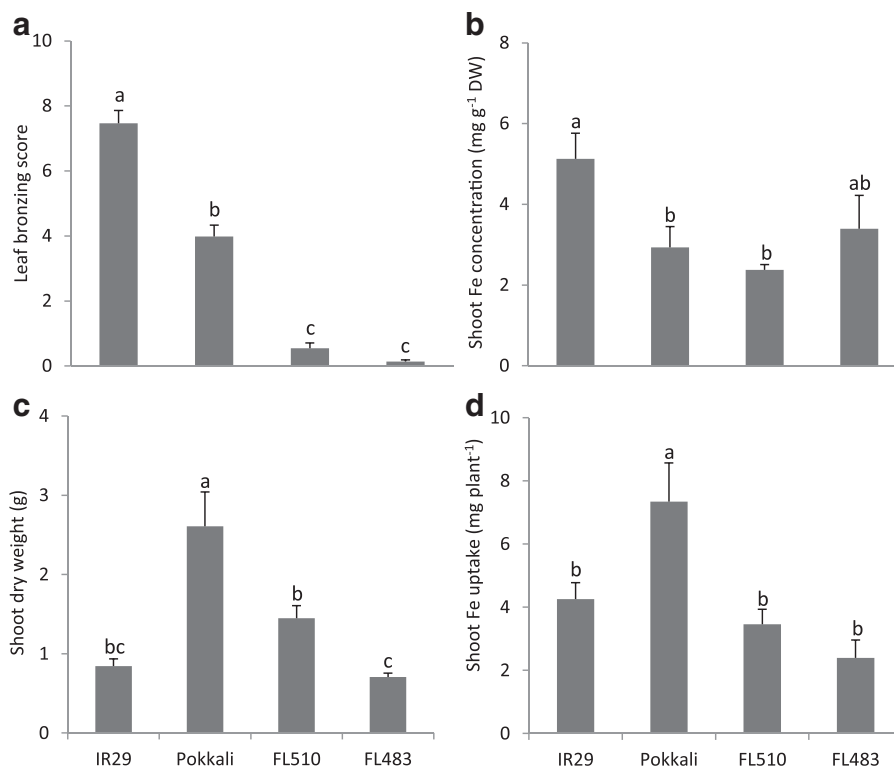 a
10
8
6
4
2
0
Leaf bronzing score
a
b
c
c
b
8
6
4
2
0
Shoot Fe concentration (mg g⁻¹ DW)
a
b
b
ab
c
4
3
2
1
0
Shoot dry weight (g)
bc
a
b
c
IR29 Pokkali FL510 FL483
d
10
8
6
4
2
0
Shoot Fe uptake (mg plant⁻¹)
b
a
b
b
IR29 Pokkali FL510 FL483